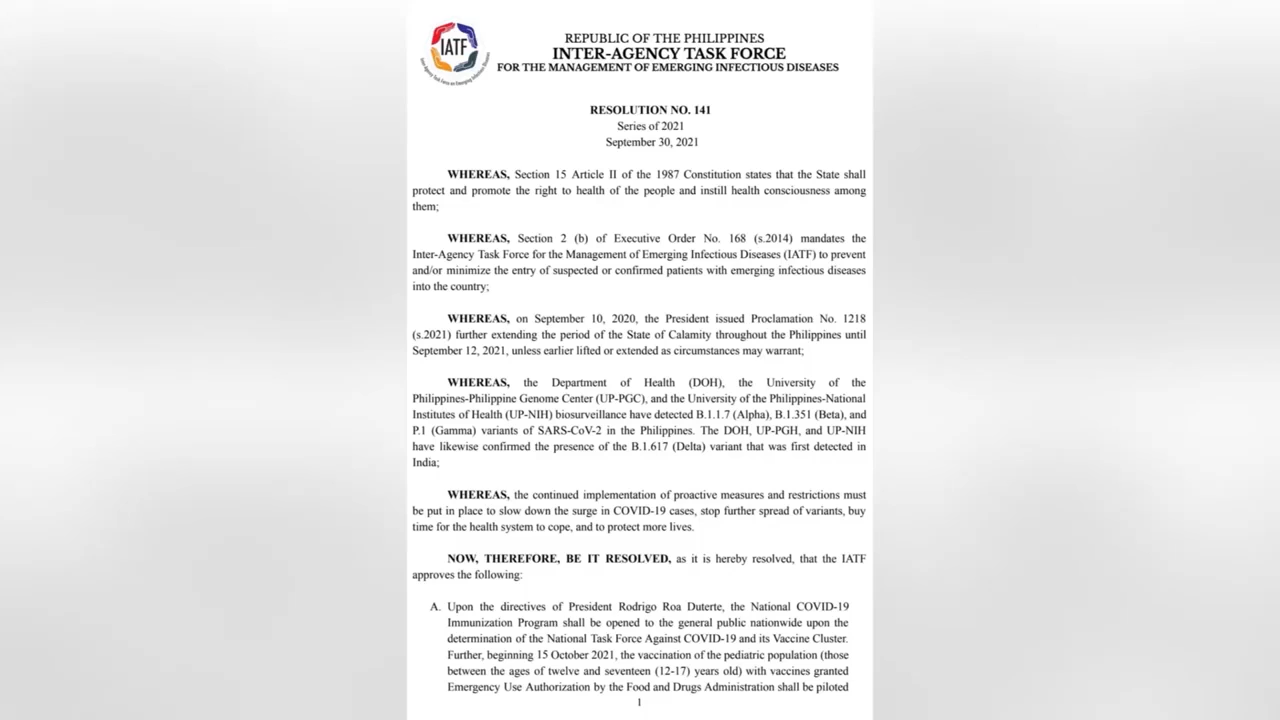 IATF
Inter-Agency Task Force on Emerging Infectious Diseases
REPUBLIC OF THE PHILIPPINES
INTER-AGENCY TASK FORCE
FOR THE MANAGEMENT OF EMERGING INFECTIOUS DISEASES
RESOLUTION NO. 141
Series of 2021
September 30, 2021
WHEREAS, Section 15 Article II of the 1987 Constitution states that the State shall
protect and promote the right to health of the people and instill health consciousness among
them;
WHEREAS, Section 2 (b) of Executive Order No. 168 (s.2014) mandates the
Inter-Agency Task Force for the Management of Emerging Infectious Diseases (IATF) to prevent
and/or minimize the entry of suspected or confirmed patients with emerging infectious diseases
into the country;
WHEREAS, on September 10, 2020, the President issued Proclamation No. 1218
(s.2021) further extending the period of the State of Calamity throughout the Philippines until
September 12, 2021, unless earlier lifted or extended as circumstances may warrant;
WHEREAS, the Department of Health (DOH), the University of the
Philippines-Philippine Genome Center (UP-PGC), and the University of the Philippines-National
Institutes of Health (UP-NIH) biosurveillance have detected B.1.1.7 (Alpha), B.1.351 (Beta), and
P.1 (Gamma) variants of SARS-CoV-2 in the Philippines. The DOH, UP-PGH, and UP-NIH
have likewise confirmed the presence of the B.1.617 (Delta) variant that was first detected in
India;
WHEREAS, the continued implementation of proactive measures and restrictions must
be put in place to slow down the surge in COVID-19 cases, stop further spread of variants, buy
time for the health system to cope, and to protect more lives.
NOW, THEREFORE, BE IT RESOLVED, as it is hereby resolved, that the IATF
approves the following:
A. Upon the directives of President Rodrigo Roa Duterte, the National COVID-19
Immunization Program shall be opened to the general public nationwide upon the
determination of the National Task Force Against COVID-19 and its Vaccine Cluster.
Further, beginning 15 October 2021, the vaccination of the pediatric population (those
between the ages of twelve and seventeen (12-17) years old) with vaccines granted
Emergency Use Authorization by the Food and Drugs Administration shall be piloted
1